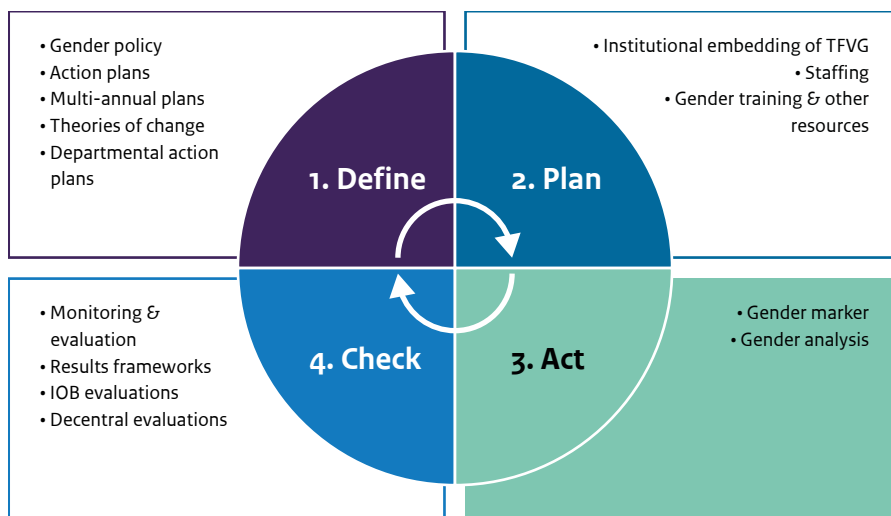 • Gender policy
• Action plans
• Multi-annual plans
• Theories of change
• Departmental action
plans
1. Define
• Institutional embedding of TFVG
• Staffing
• Gender training & other
resources
2. Plan
• Monitoring &
evaluation
• Results frameworks
• IOB evaluations
• Decentral evaluations
4. Check
• Gender marker
• Gender analysis
3. Act